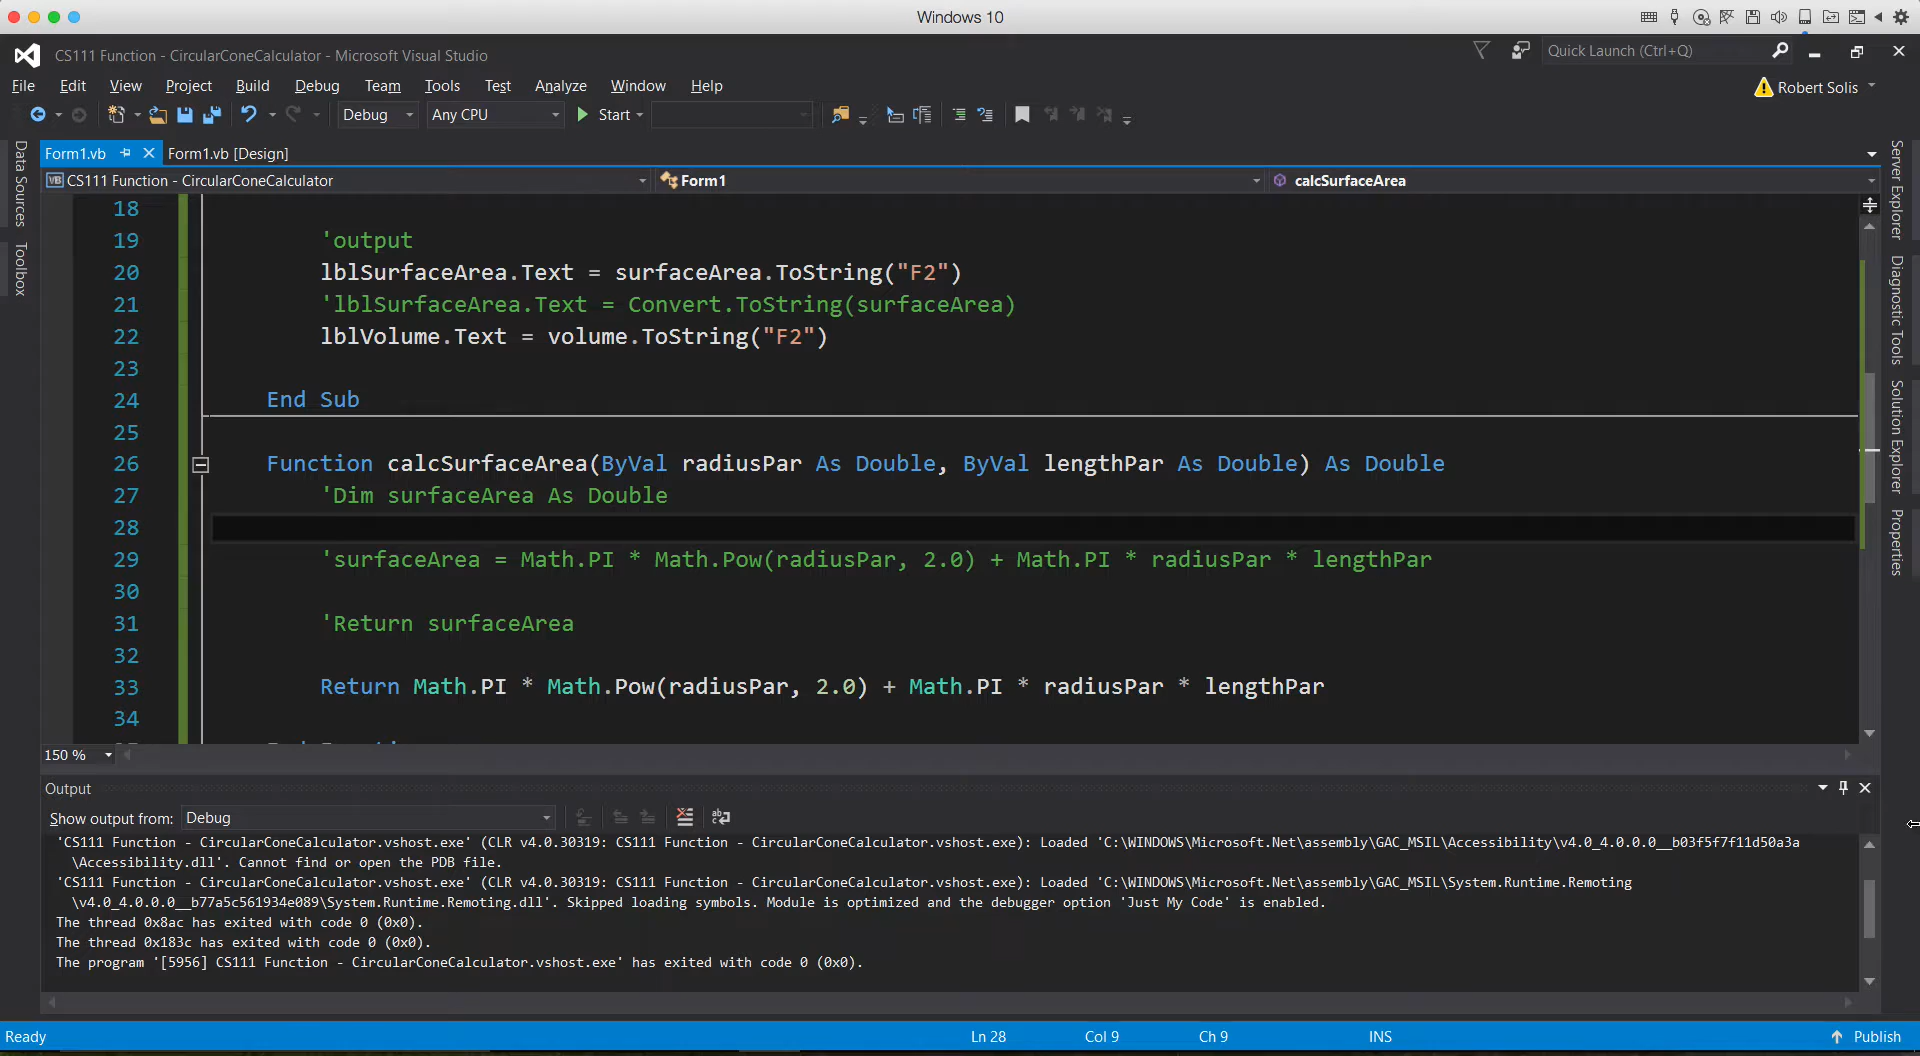 Windows 10
CS111 Function - CircularConeCalculator - Microsoft Visual Studio
Quick Launch (Ctrl+Q)
File Edit View Project Build Debug Team Tools Test Analyze Window Help
Robert Solis
Debug Any CPU Start
Form1.vb Form1.vb [Design]
CS111 Function - CircularConeCalculator Form1 calcSurfaceArea
Data Sources
Toolbox
Server Explorer
Diagnostic Tools
Solution Explorer
Properties
18
19 'output
20 lblSurfaceArea.Text = surfaceArea.ToString("F2")
21 'lblSurfaceArea.Text = Convert.ToString(surfaceArea)
22 lblVolume.Text = volume.ToString("F2")
23
24 End Sub
25
26 Function calcSurfaceArea(ByVal radiusPar As Double, ByVal lengthPar As Double) As Double
27 'Dim surfaceArea As Double
28
29 'surfaceArea = Math.PI * Math.Pow(radiusPar, 2.0) + Math.PI * radiusPar * lengthPar
30
31 'Return surfaceArea
32
33 Return Math.PI * Math.Pow(radiusPar, 2.0) + Math.PI * radiusPar * lengthPar
34
150 %
Output
Show output from: Debug
'CS111 Function - CircularConeCalculator.vshost.exe' (CLR v4.0.30319: CS111 Function - CircularConeCalculator.vshost.exe): Loaded 'C:\WINDOWS\Microsoft.Net\assembly\GAC_MSIL\Accessibility\v4.0_4.0.0.0__b03f5f7f11d50a3a
\Accessibility.dll'. Cannot find or open the PDB file.
'CS111 Function - CircularConeCalculator.vshost.exe' (CLR v4.0.30319: CS111 Function - CircularConeCalculator.vshost.exe): Loaded 'C:\WINDOWS\Microsoft.Net\assembly\GAC_MSIL\System.Runtime.Remoting
\v4.0_4.0.0.0__b77a5c561934e089\System.Runtime.Remoting.dll'. Skipped loading symbols. Module is optimized and the debugger option 'Just My Code' is enabled.
The thread 0x8ac has exited with code 0 (0x0).
The thread 0x183c has exited with code 0 (0x0).
The program '[5956] CS111 Function - CircularConeCalculator.vshost.exe' has exited with code 0 (0x0).
Ready Ln 28 Col 9 Ch 9 INS Publish